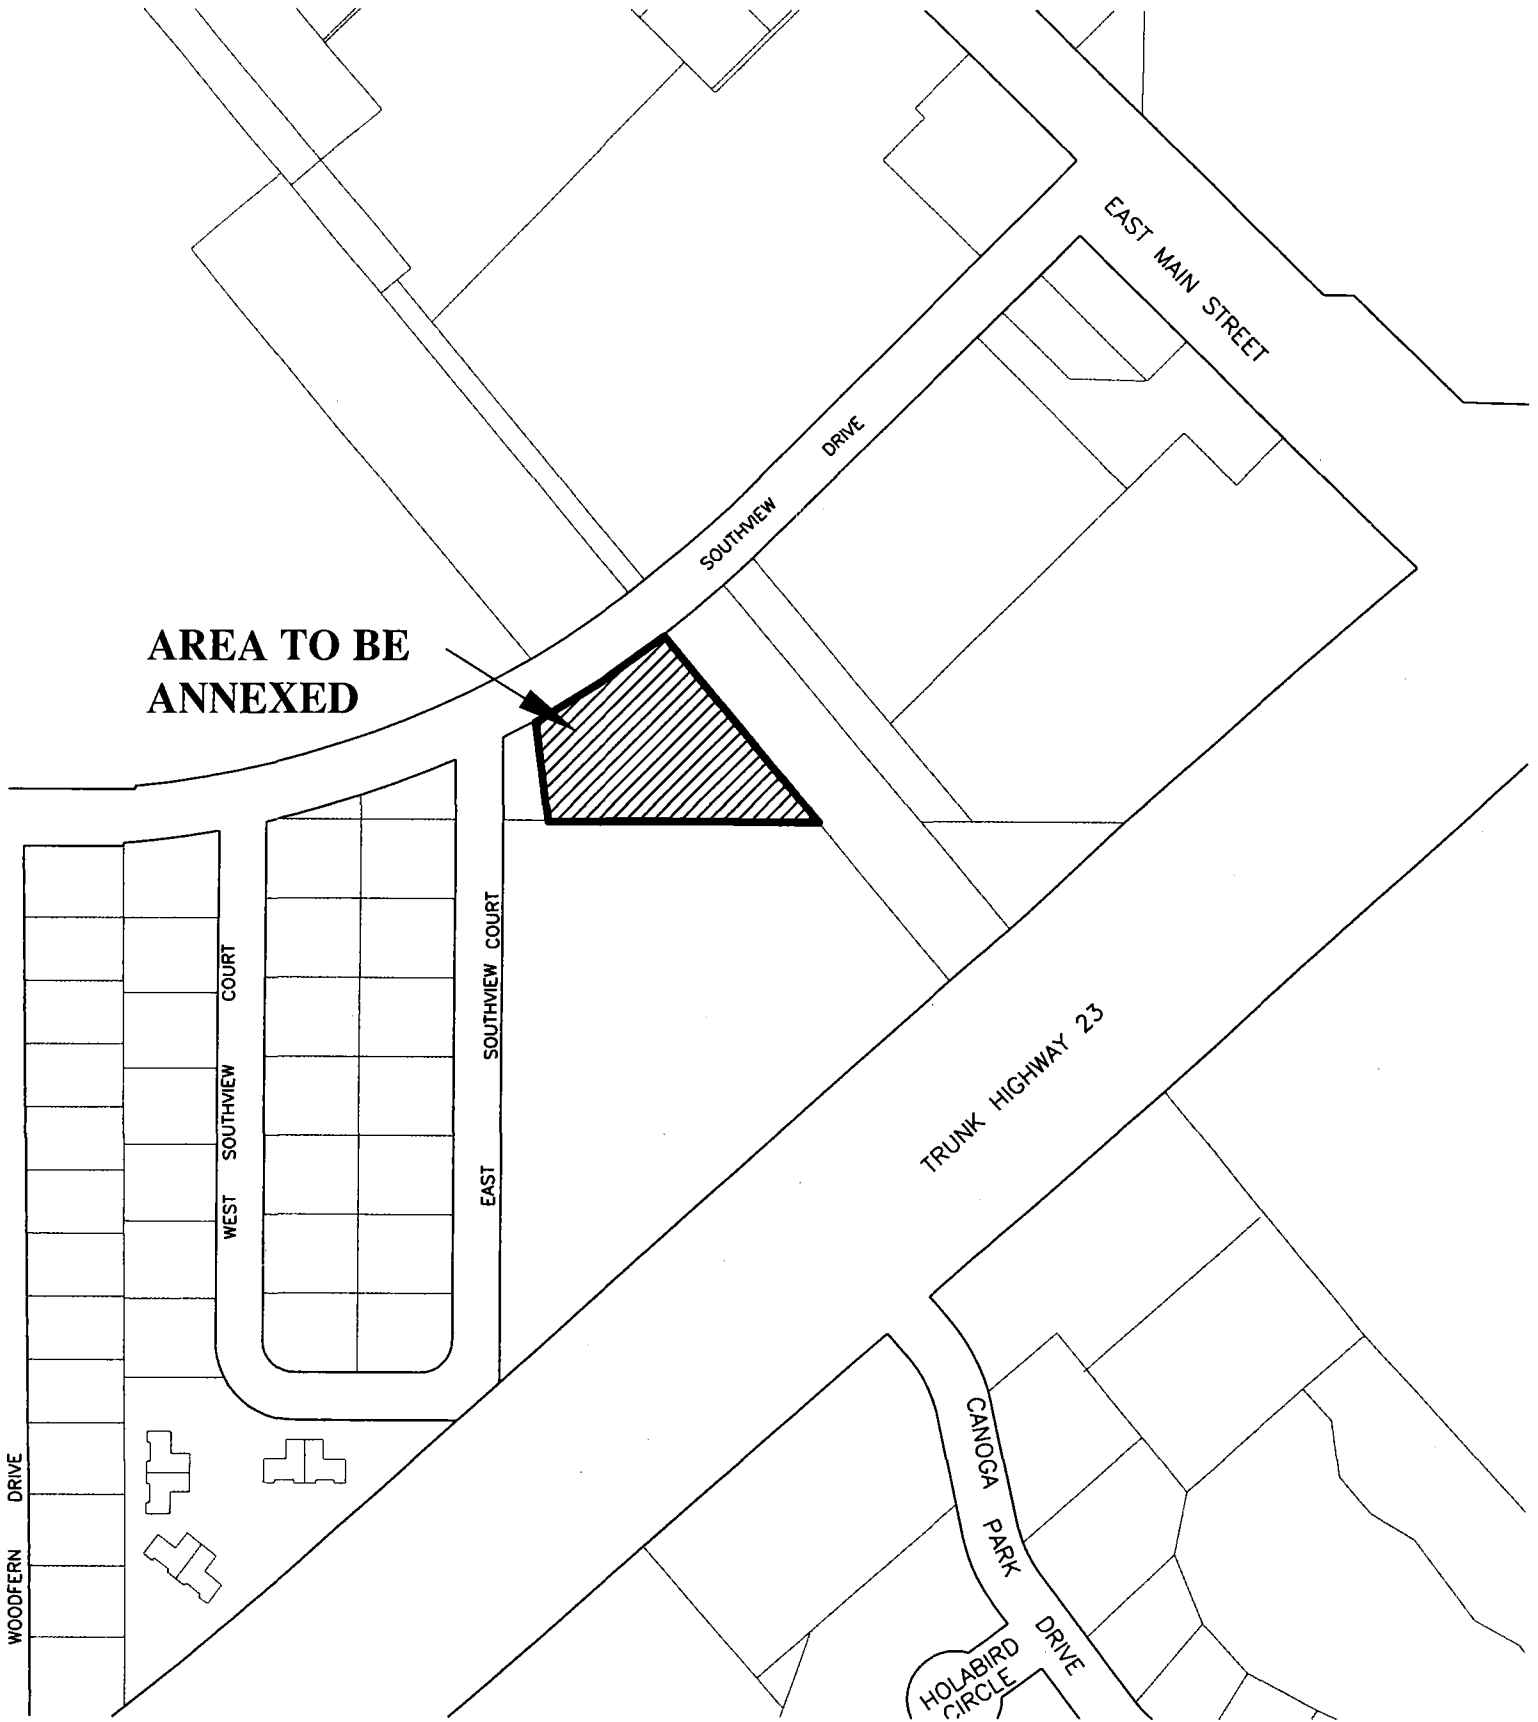 EAST MAIN STREET
SOUTHVIEW DRIVE
AREA TO BE
ANNEXED
WEST SOUTHVIEW COURT
EAST SOUTHVIEW COURT
TRUNK HIGHWAY 23
WOODFERN DRIVE
CANOGA PARK DRIVE
HOLABIRD
CIRCLE